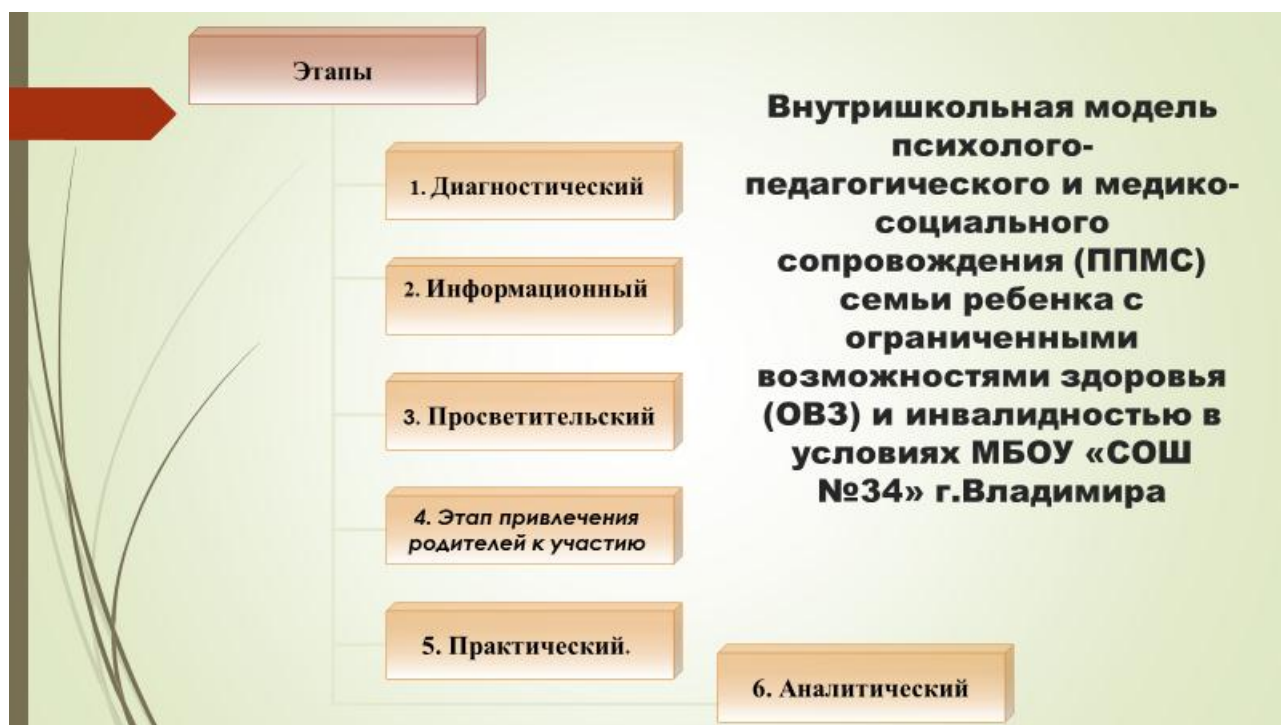 Этапы
1. Диагностический
2. Информационный
3. Просветительский
4. Этап привлечения
родителей к участию
5. Практический.
6. Аналитический
Внутришкольная модель
психолого-
педагогического и медико-
социального
сопровождения (ППМС)
семьи ребенка с
ограниченными
возможностями здоровья
(ОВЗ) и инвалидностью в
условиях МБОУ «СОШ
№34» г.Владимира